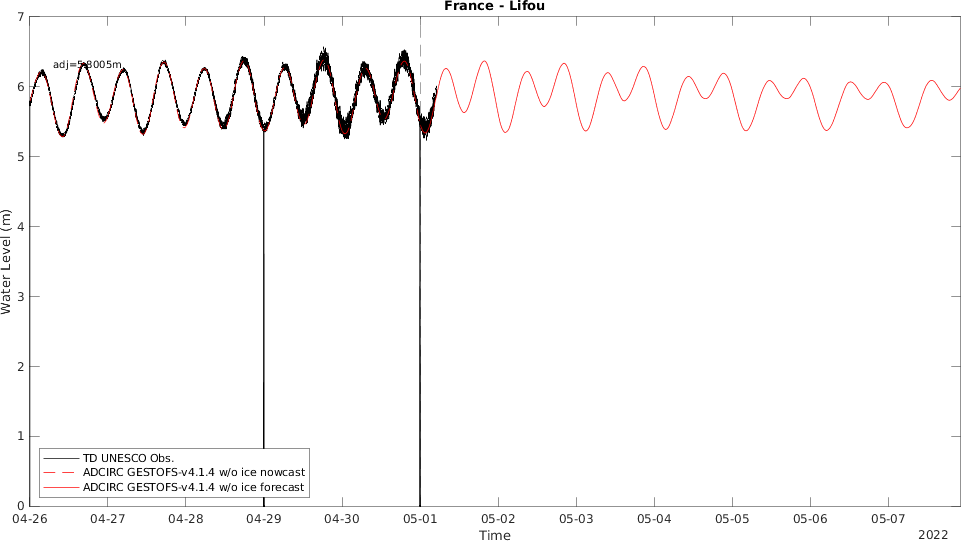 France - Lifou
7
adj=5.8005m
6
5
4
Water Level (m)
3
2
1
TD UNESCO Obs.
ADCIRC GESTOFS-v4.1.4 w/o ice nowcast
ADCIRC GESTOFS-v4.1.4 w/o ice forecast
0
04-26 04-27 04-28 04-29 04-30 05-01 05-02 05-03 05-04 05-05 05-06 05-07
Time
2022